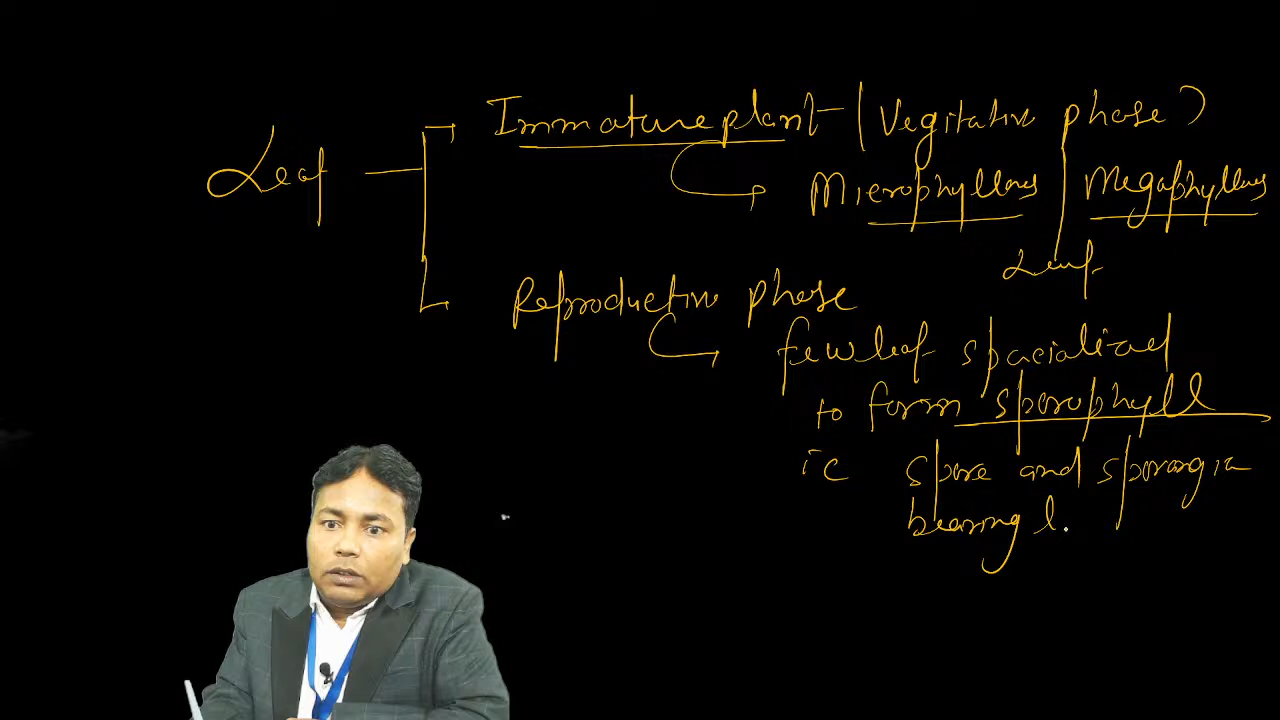 Immature plant (Vegitative phase)
Leaf
Microphyllous Megaphyllous
Leaf
Reproductive phase
few leaf spacialized
to form sporophyll
ie spore and sporangia
bearing l.